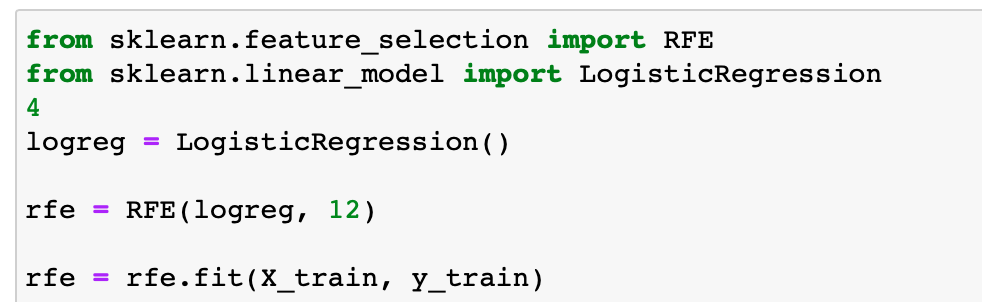 from sklearn.feature_selection import RFE
from sklearn.linear_model import LogisticRegression
4
logreg = LogisticRegression()
rfe = RFE(logreg, 12)
rfe = rfe.fit(X_train, y_train)